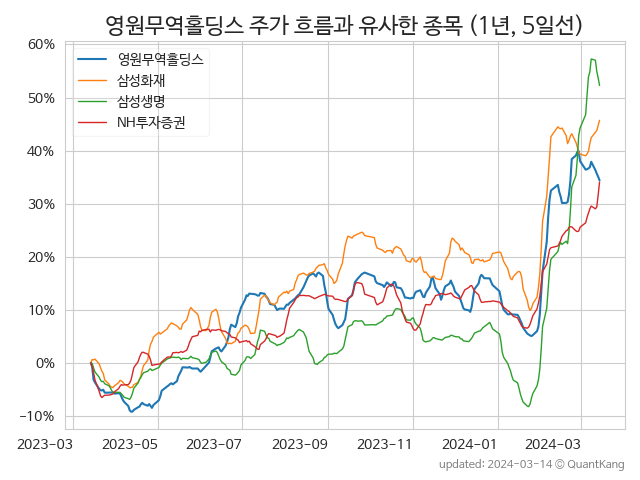 영원무역홀딩스 주가 흐름과 유사한 종목 (1년, 5일선)
영원무역홀딩스
삼성화재
삼성생명
NH투자증권
60%
50%
40%
30%
20%
10%
0%
−10%
2023-03
2023-05
2023-07
2023-09
2023-11
2024-01
2024-03
updated: 2024-03-14 © QuantKang